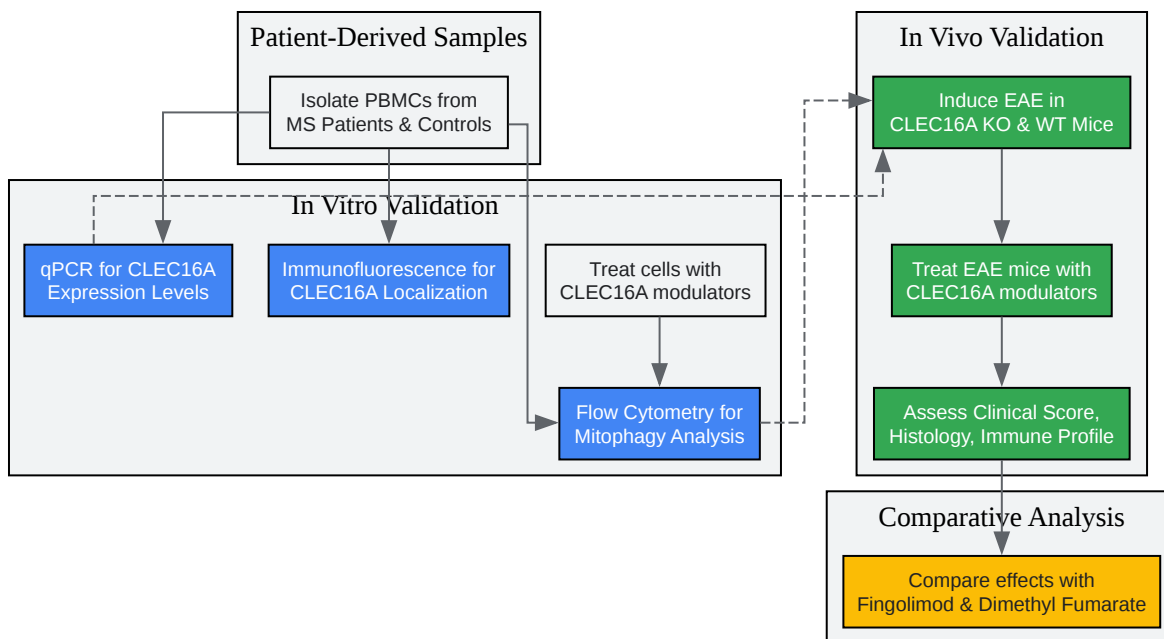 Patient-Derived Samples
Isolate PBMCs from
MS Patients & Controls
In Vitro Validation
qPCR for CLEC16A
Expression Levels
Immunofluorescence for
CLEC16A Localization
Treat cells with
CLEC16A modulators
Flow Cytometry for
Mitophagy Analysis
In Vivo Validation
Induce EAE in
CLEC16A KO & WT Mice
Treat EAE mice with
CLEC16A modulators
Assess Clinical Score,
Histology, Immune Profile
Comparative Analysis
Compare effects with
Fingolimod & Dimethyl Fumarate